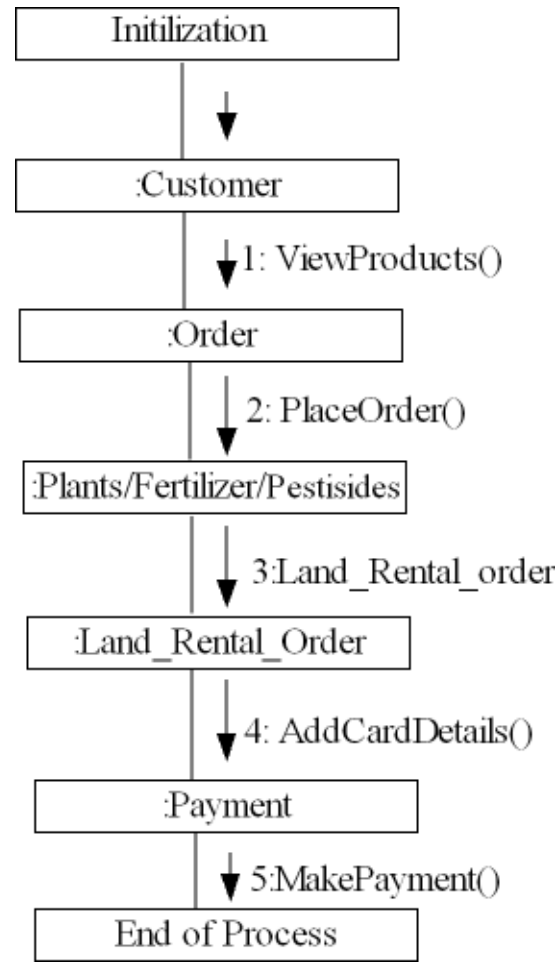 Initilization
:Customer
1: ViewProducts()
:Order
2: PlaceOrder()
:Plants/Fertilizer/Pestisides
3:Land_Rental_order
:Land_Rental_Order
4: AddCardDetails()
:Payment
5:MakePayment()
End of Process